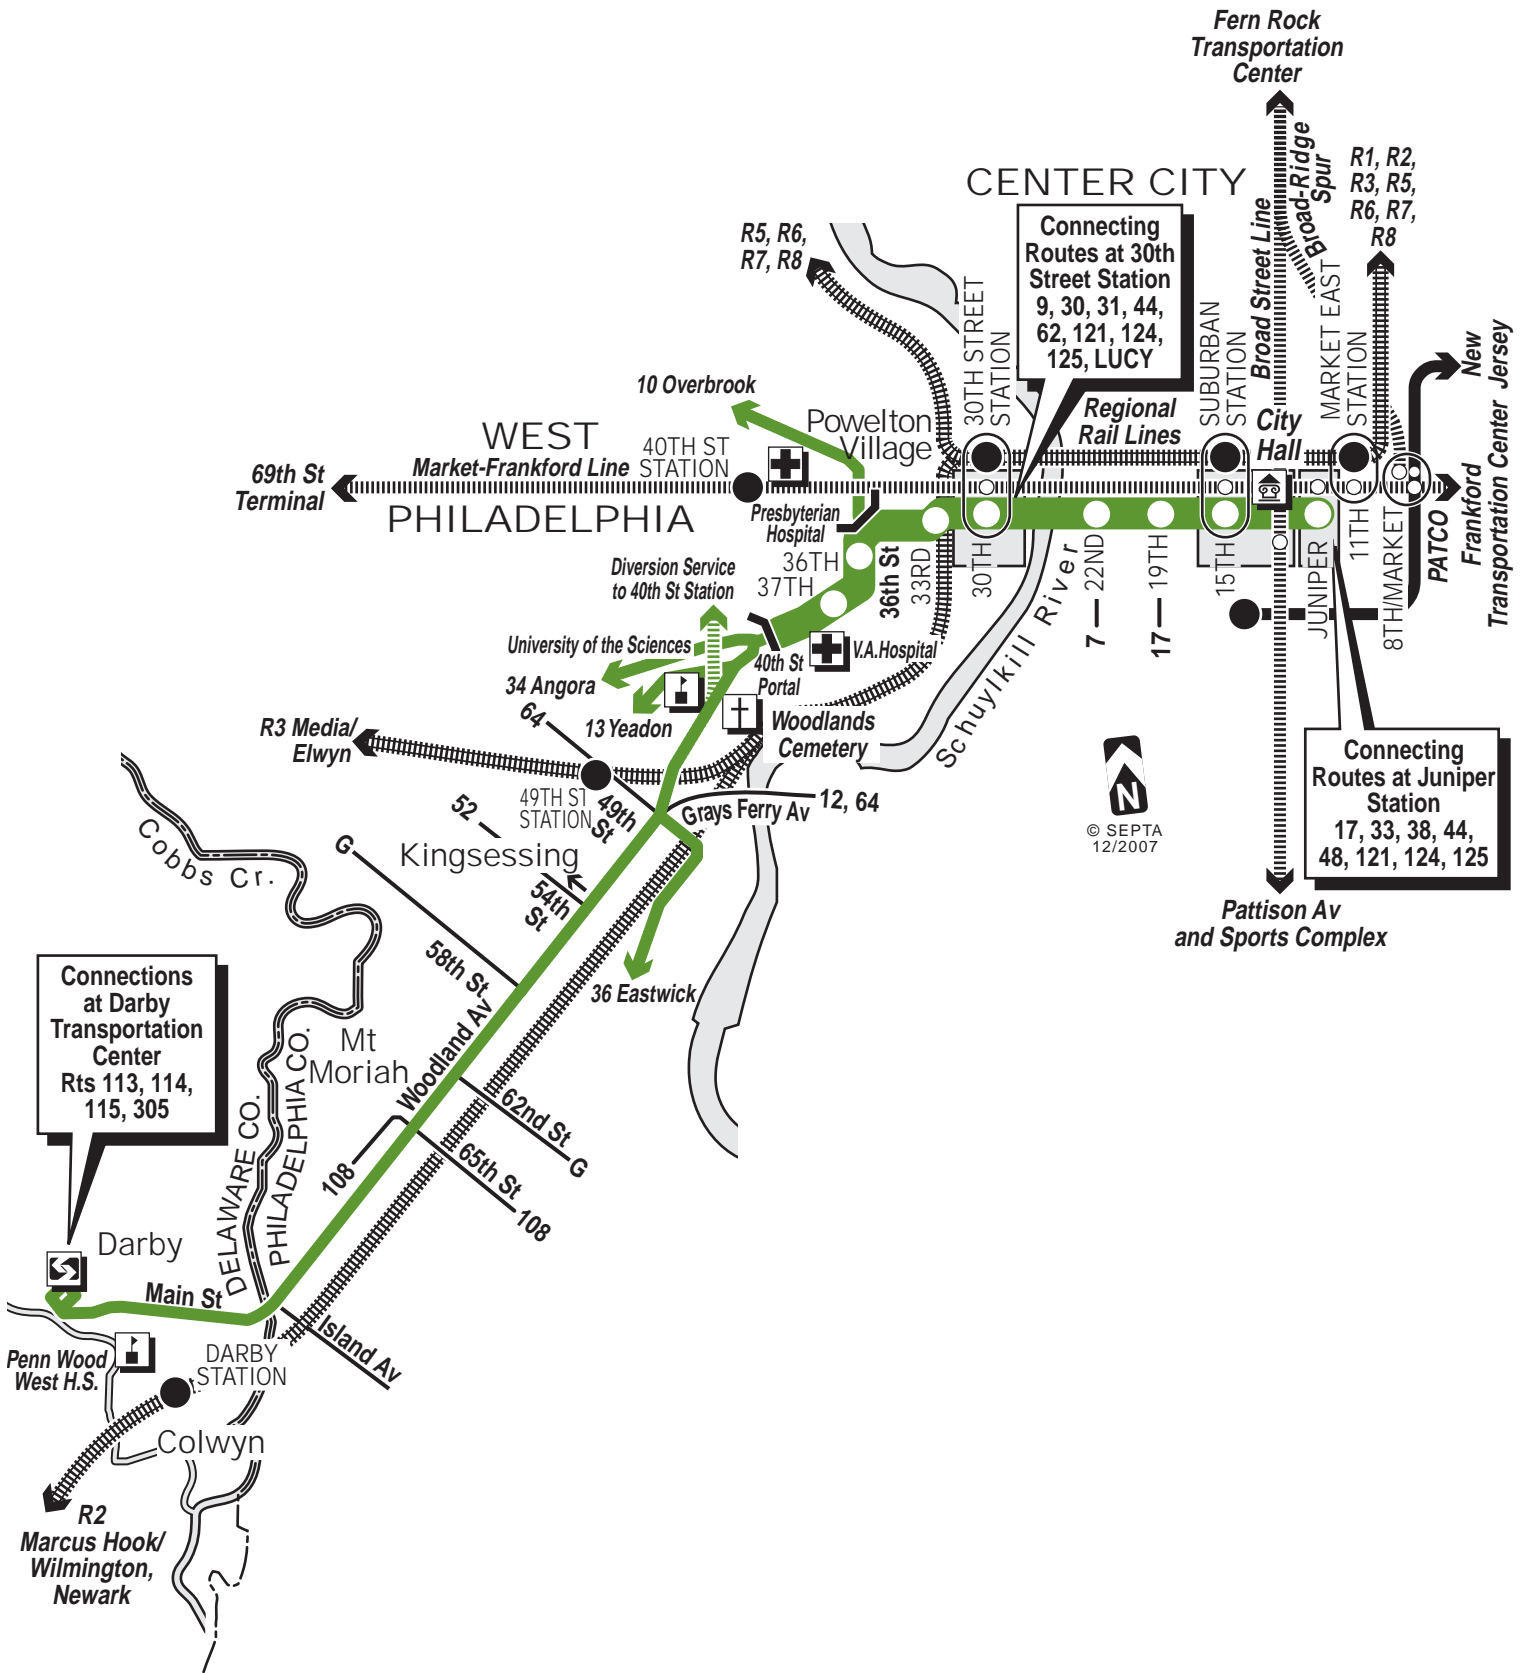 Fern Rock
Transportation
Center
Broad-Ridge
Spur
Broad Street Line
R1, R2,
R3, R5,
R6, R7,
R8
CENTER CITY
Connecting
Routes at 30th
Street Station
9, 30, 31, 44,
62, 121, 124,
125, LUCY
R5, R6,
R7, R8
30TH STREET
STATION
SUBURBAN
STATION
MARKET EAST
STATION
New
Jersey
10 Overbrook
Powelton
Village
Regional
Rail Lines
City
Hall
WEST
PHILADELPHIA
40TH ST
STATION
Market-Frankford Line
69th St
Terminal
Presbyterian
Hospital
36TH
37TH
36th St
33RD
30TH
22ND
7
19TH
17
15TH
JUNIPER
11TH
8TH/MARKET
PATCO
Frankford
Transportation Center
Diversion Service
to 40th St Station
University of the Sciences
34 Angora
13 Yeadon
40th St
Portal
V.A.Hospital
Schuylkill River
Woodlands
Cemetery
64
R3 Media/
Elwyn
49TH ST
STATION
49th
St
Grays Ferry Av
12, 64
N
© SEPTA
12/2007
Connecting
Routes at Juniper
Station
17, 33, 38, 44,
48, 121, 124, 125
Pattison Av
and Sports Complex
52
G
Kingsessing
54th
St
Cobbs Cr.
58th St
36 Eastwick
Connections
at Darby
Transportation
Center
Rts 113, 114,
115, 305
Mt
Moriah
Woodland Av
DELAWARE CO.
PHILADELPHIA CO.
62nd St
G
65th St
108
108
Darby
Main St
Island Av
Penn Wood
West H.S.
DARBY
STATION
Colwyn
R2
Marcus Hook/
Wilmington,
Newark